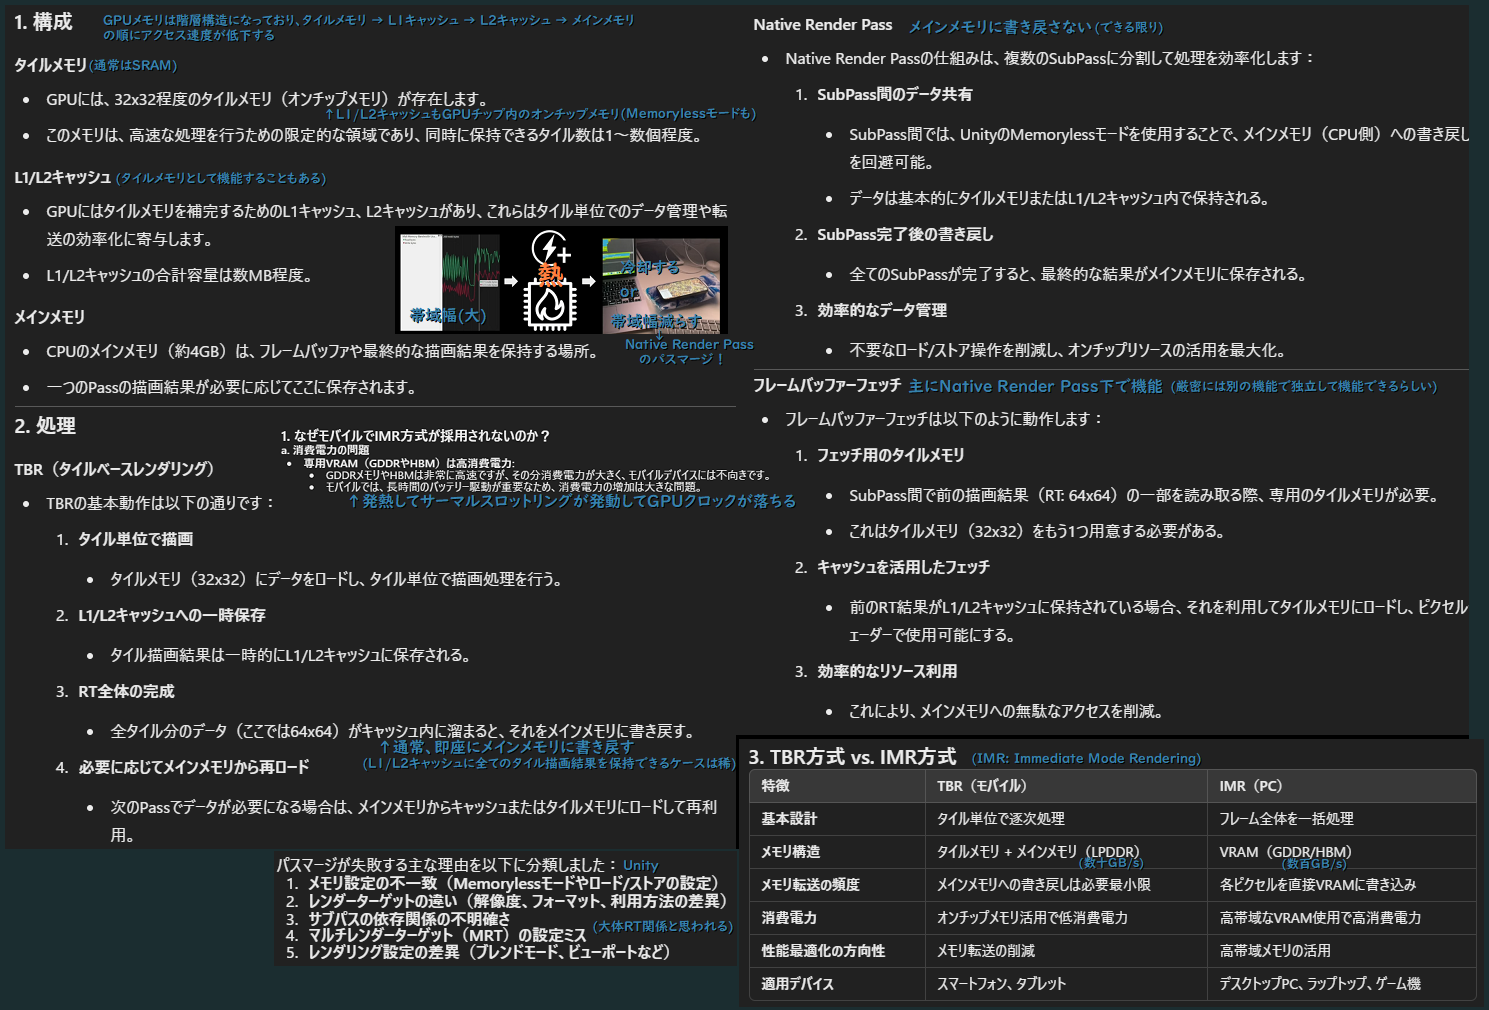 1. 構成
GPUメモリは階層構造になっており、タイルメモリ → L1キャッシュ → L2キャッシュ → メインメモリ
の順にアクセス速度が低下する
タイルメモリ(通常はSRAM)
• GPUには、32x32程度のタイルメモリ（オンチップメモリ）が存在します。
↑L1/L2キャッシュもGPUチップ内のオンチップメモリ(Memorylessモードも)
• このメモリは、高速な処理を行うための限定的な領域であり、同時に保持できるタイル数は1～数個程度。
L1/L2キャッシュ (タイルメモリとして機能することもある)
• GPUにはタイルメモリを補完するためのL1キャッシュ、L2キャッシュがあり、これらはタイル単位でのデータ管理や転
送の効率化に寄与します。
• L1/L2キャッシュの合計容量は数MB程度。
帯域幅(大)
熱
冷却する
or
帯域幅減らす
↓
Native Render Pass
のパスマージ！
メインメモリ
• CPUのメインメモリ（約4GB）は、フレームバッファや最終的な描画結果を保持する場所。
• 一つのPassの描画結果が必要に応じてここに保存されます。
2. 処理
1. なぜモバイルでIMR方式が採用されないのか？
a. 消費電力の問題
• 専用VRAM（GDDRやHBM）は高消費電力:
• GDDRメモリやHBMは非常に高速ですが、その分消費電力が大きく、モバイルデバイスには不向きです。
• モバイルでは、長時間のバッテリー駆動が重要なため、消費電力の増加は大きな問題。
↑発熱してサーマルスロットリングが発動してGPUクロックが落ちる
TBR（タイルベースレンダリング）
• TBRの基本動作は以下の通りです：
1. タイル単位で描画
• タイルメモリ（32x32）にデータをロードし、タイル単位で描画処理を行う。
2. L1/L2キャッシュへの一時保存
• タイル描画結果は一時的にL1/L2キャッシュに保存される。
3. RT全体の完成
• 全タイル分のデータ（ここでは64x64）がキャッシュ内に溜まると、それをメインメモリに書き戻す。
↑通常、即座にメインメモリに書き戻す
(L1/L2キャッシュに全てのタイル描画結果を保持できるケースは稀)
4. 必要に応じてメインメモリから再ロード
• 次のPassでデータが必要になる場合は、メインメモリからキャッシュまたはタイルメモリにロードして再利
用。
パスマージが失敗する主な理由を以下に分類しました： Unity
1. メモリ設定の不一致（Memorylessモードやロード/ストアの設定）
2. レンダーターゲットの違い（解像度、フォーマット、利用方法の差異）
3. サブパスの依存関係の不明確さ
(大体RT関係と思われる)
4. マルチレンダーターゲット（MRT）の設定ミス
5. レンダリング設定の差異（ブレンドモード、ビューポートなど）
Native Render Pass メインメモリに書き戻さない(できる限り)
• Native Render Passの仕組みは、複数のSubPassに分割して処理を効率化します：
1. SubPass間のデータ共有
• SubPass間では、UnityのMemorylessモードを使用することで、メインメモリ（CPU側）への書き戻し
を回避可能。
• データは基本的にタイルメモリまたはL1/L2キャッシュ内で保持される。
2. SubPass完了後の書き戻し
• 全てのSubPassが完了すると、最終的な結果がメインメモリに保存される。
3. 効率的なデータ管理
• 不要なロード/ストア操作を削減し、オンチップリソースの活用を最大化。
フレームバッファーフェッチ 主にNative Render Pass下で機能 (厳密には別の機能で独立して機能できるらしい)
• フレームバッファーフェッチは以下のように動作します：
1. フェッチ用のタイルメモリ
• SubPass間で前の描画結果（RT: 64x64）の一部を読み取る際、専用のタイルメモリが必要。
• これはタイルメモリ（32x32）をもう1つ用意する必要がある。
2. キャッシュを活用したフェッチ
• 前のRT結果がL1/L2キャッシュに保持されている場合、それを利用してタイルメモリにロードし、ピクセル
ェーダーで使用可能にする。
3. 効率的なリソース利用
• これにより、メインメモリへの無駄なアクセスを削減。
3. TBR方式 vs. IMR方式 (IMR: Immediate Mode Rendering)
特徴 TBR（モバイル） IMR（PC）
基本設計 タイル単位で逐次処理 フレーム全体を一括処理
メモリ構造 タイルメモリ + メインメモリ（LPDDR） VRAM（GDDR/HBM）
(数十GB/s) (数百GB/s)
メモリ転送の頻度 メインメモリへの書き戻しは必要最小限 各ピクセルを直接VRAMに書き込み
消費電力 オンチップメモリ活用で低消費電力 高帯域なVRAM使用で高消費電力
性能最適化の方向性 メモリ転送の削減 高帯域メモリの活用
適用デバイス スマートフォン、タブレット デスクトップPC、ラップトップ、ゲーム機